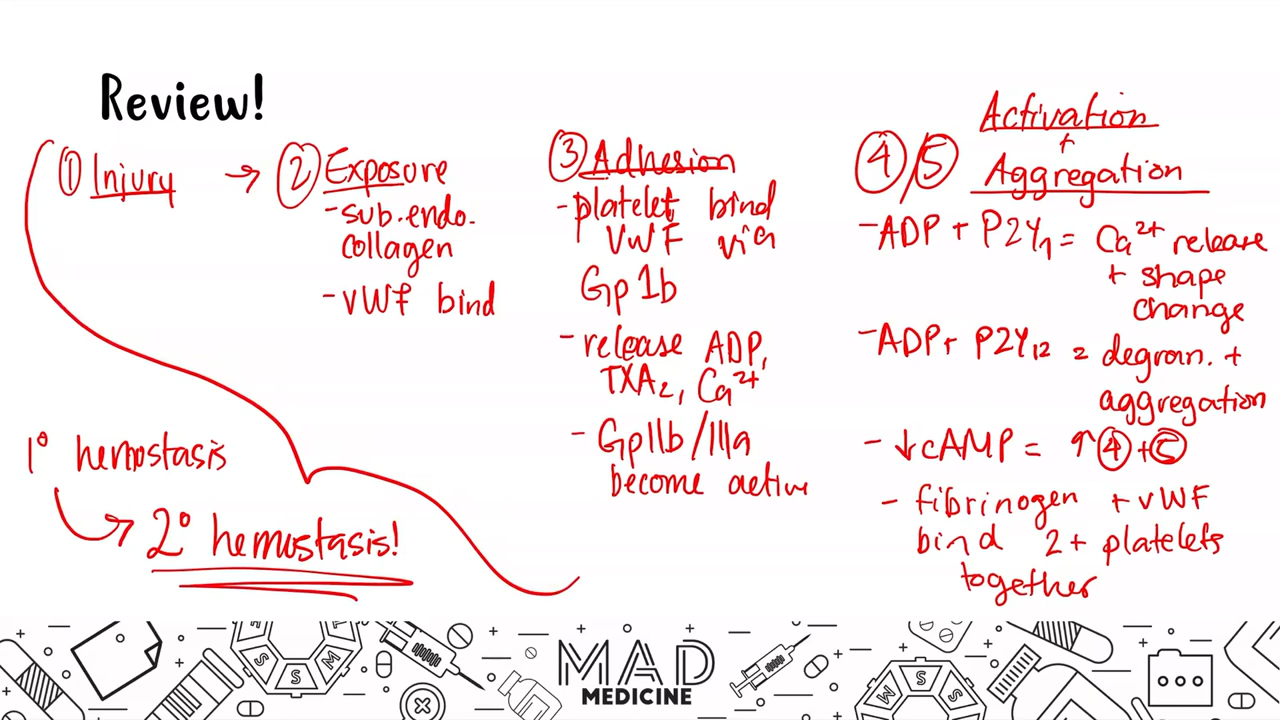 Review!
① Injury → ② Exposure
- sub.endo.
collagen
- vWF bind
③ Adhesion
- platelet bind
VWF via
Gp1b
- release ADP,
TXA₂, Ca²⁺
- GpIIb/IIIa
become active
④/⑤ Activation
+
Aggregation
- ADP + P2Y₁ = Ca²⁺ release
+ shape
change
- ADP + P2Y₁₂ = degran. +
aggregation
- ↓cAMP = ↑④+⑤
- fibrinogen + vWF
bind 2+ platelets
together
1° hemostasis
→ 2° hemostasis!
MAD
MEDICINE
S S M
M S S